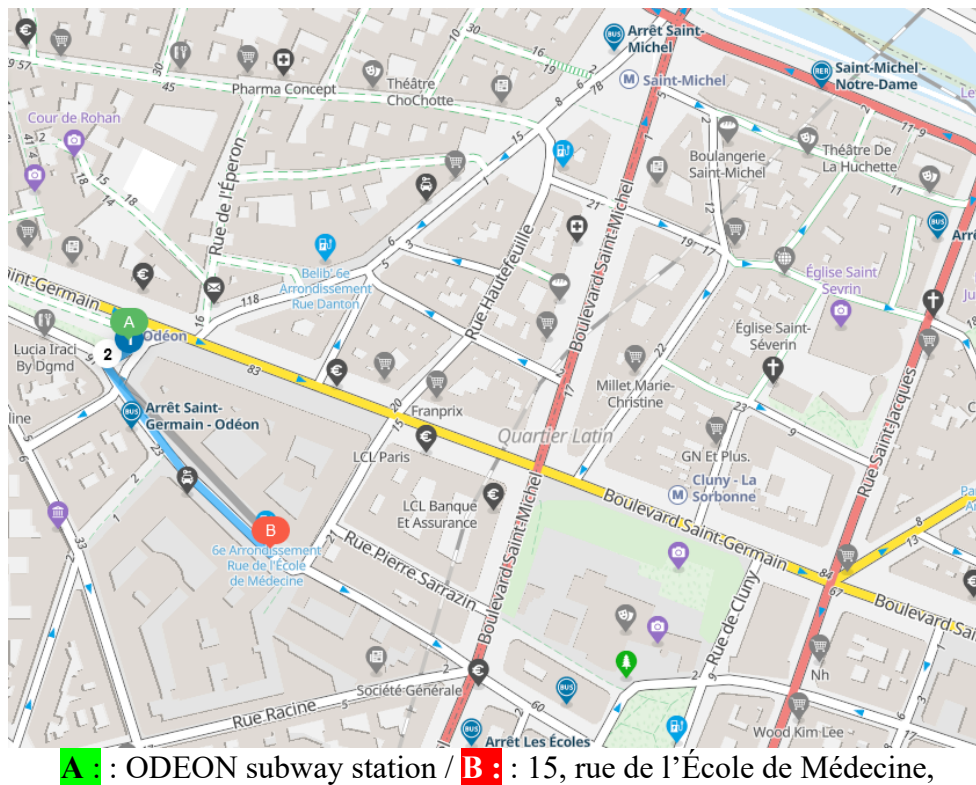 Arrêt Saint-
Michel
Saint-Michel
Saint-Michel -
Notre-Dame
Pharma Concept
Théâtre
ChoChotte
Cour de Rohan
Boulangerie
Saint-Michel
Théâtre De
La Huchette
Rue de l'Éperon
Rue Hautefeuille
Boulevard Saint-Michel
Belib' 6e
Arrondissement
Rue Danton
Église Saint
Sevrin
Église Saint-
Séverin
A
Odéon
2
Lucia Iraci
By Dgmd
Arrêt Saint-
Germain - Odéon
Franprix
Millet Marie-
Christine
Quartier Latin
LCL Paris
GN Et Plus.
Cluny - La
Sorbonne
Rue Saint-Jacques
LCL Banque
Et Assurance
Boulevard Saint-Germain
B
6e Arrondissement
Rue de l'École
de Médecine
Rue Pierre Sarrazin
Boulevard Saint-Michel
Rue de Cluny
Société Générale
Rue Racine
Nh
Wood Kim Lee
Arrêt Les Écoles
A : : ODEON subway station / B : : 15, rue de l'École de Médecine,